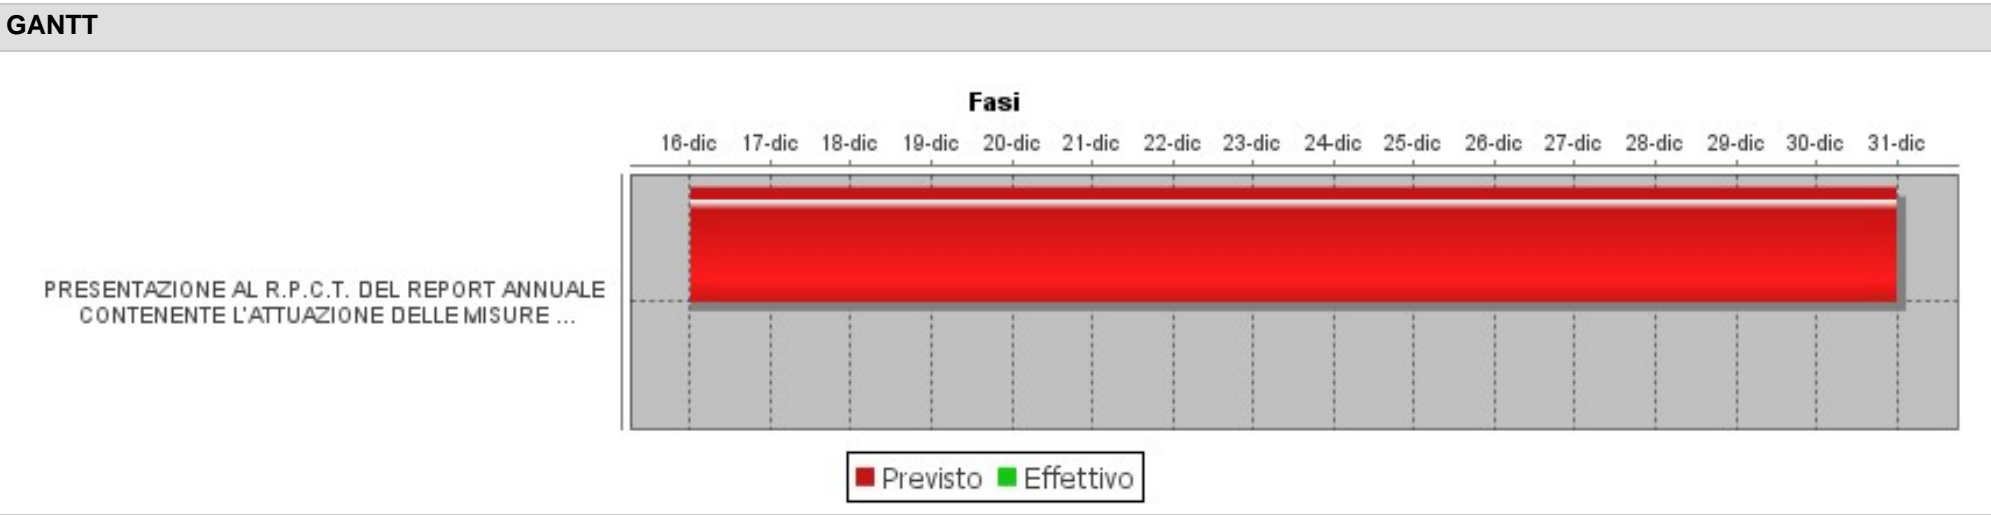 GANTT
Fasi
16-dic 17-dic 18-dic 19-dic 20-dic 21-dic 22-dic 23-dic 24-dic 25-dic 26-dic 27-dic 28-dic 29-dic 30-dic 31-dic
PRESENTAZIONE AL R.P.C.T. DEL REPORT ANNUALE
CONTENENTE L'ATTUAZIONE DELLE MISURE ...
Previsto Effettivo